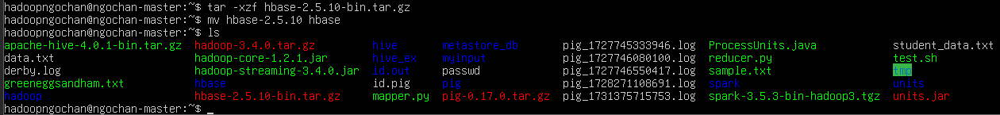 hadoopngochan@ngochan-master:~$ tar -xzf hbase-2.5.10-bin.tar.gz
hadoopngochan@ngochan-master:~$ mv hbase-2.5.10 hbase
hadoopngochan@ngochan-master:~$ ls
apache-hive-4.0.1-bin.tar.gz hadoop-3.4.0.tar.gz hive metastore_db pig_1727745333946.log ProcessUnits.java student_data.txt
data.txt hadoop-core-1.2.1.jar hive_ex myinput pig_1727746080100.log reducer.py test.sh
derby.log hadoop-streaming-3.4.0.jar id.out passwd pig_1727746550417.log sample.txt tmp
greeneggsandham.txt hbase id.pig pig pig_1728271108691.log spark units
hadoop hbase-2.5.10-bin.tar.gz mapper.py pig-0.17.0.tar.gz pig_1731375715753.log spark-3.5.3-bin-hadoop3.tgz units.jar
hadoopngochan@ngochan-master:~$ _